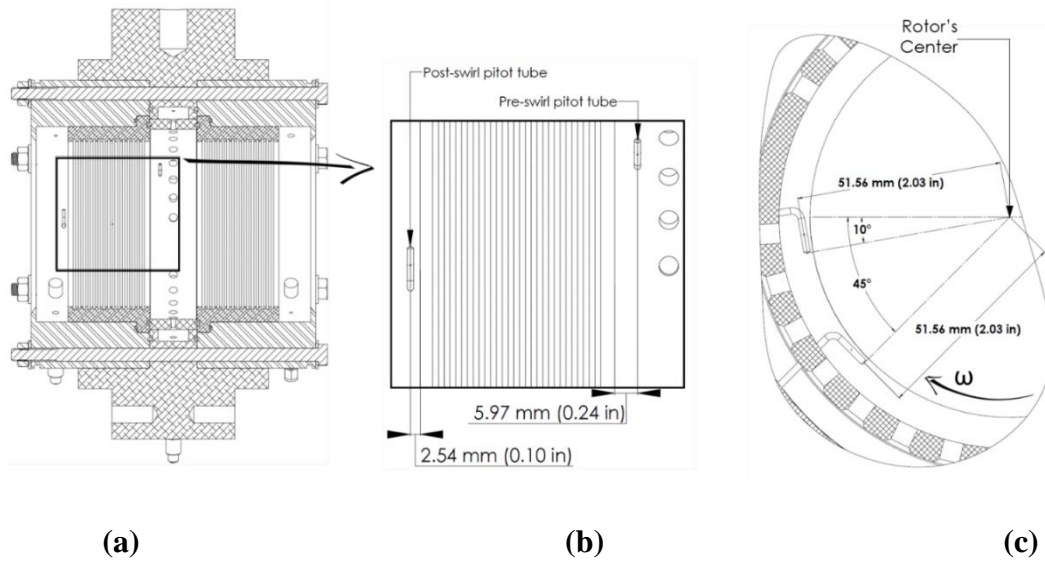 Post-swirl pitot tube
Pre-swirl pitot tube
5.97 mm (0.24 in)
2.54 mm (0.10 in)
Rotor's
Center
51.56 mm (2.03 in)
10°
45°
51.56 mm (2.03 in)
ω
(a)
(b)
(c)